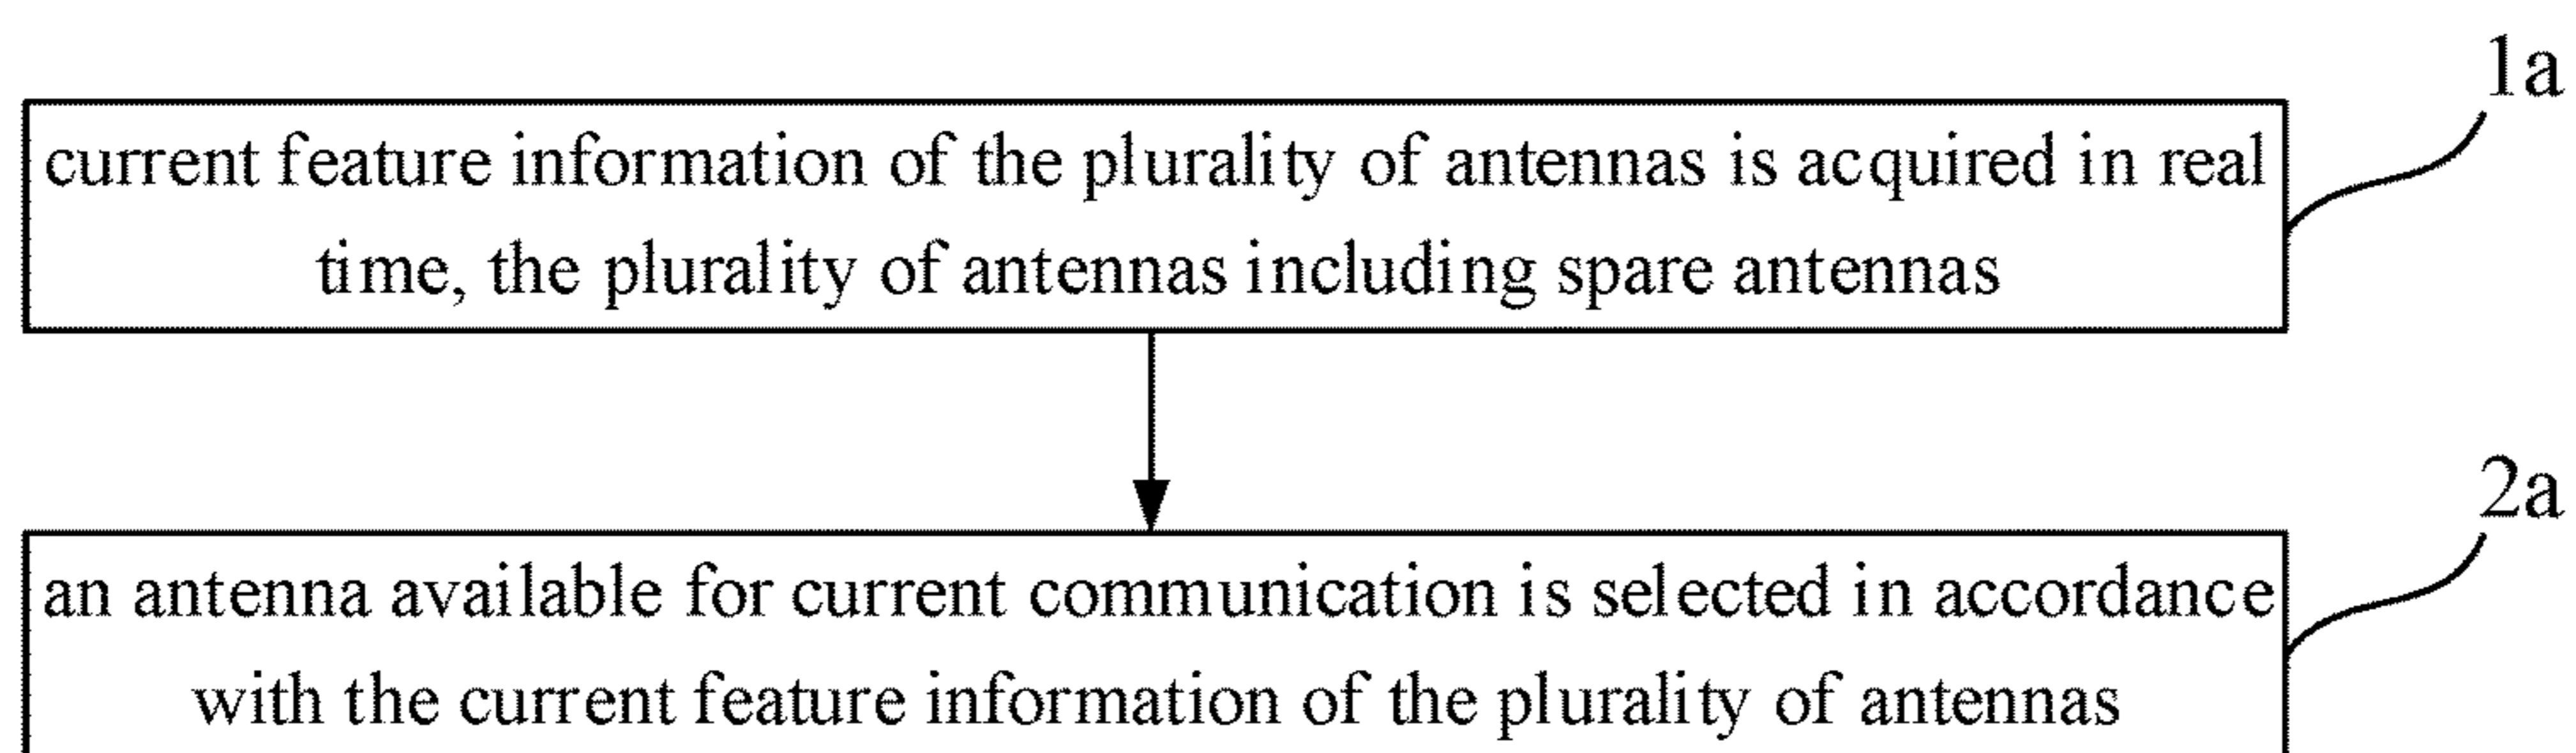 1a
current feature information of the plurality of antennas is acquired in real
time, the plurality of antennas including spare antennas
2a
an antenna available for current communication is selected in accordance
with the current feature information of the plurality of antennas